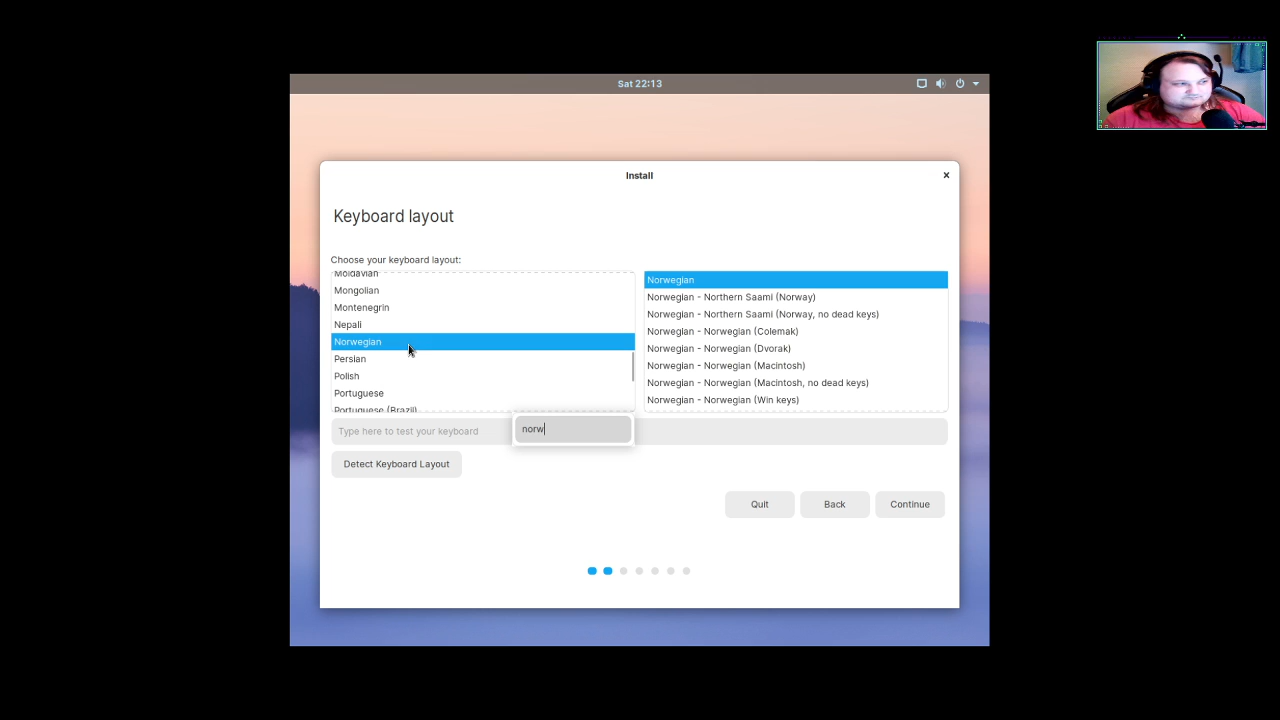 Sat 22:13
Install
×
Keyboard layout
Choose your keyboard layout:
Moldavian
Mongolian
Montenegrin
Nepali
Norwegian
Persian
Polish
Portuguese
Portuguese (Brazil)
Norwegian
Norwegian - Northern Saami (Norway)
Norwegian - Northern Saami (Norway, no dead keys)
Norwegian - Norwegian (Colemak)
Norwegian - Norwegian (Dvorak)
Norwegian - Norwegian (Macintosh)
Norwegian - Norwegian (Macintosh, no dead keys)
Norwegian - Norwegian (Win keys)
Type here to test your keyboard
norw
Detect Keyboard Layout
Quit
Back
Continue